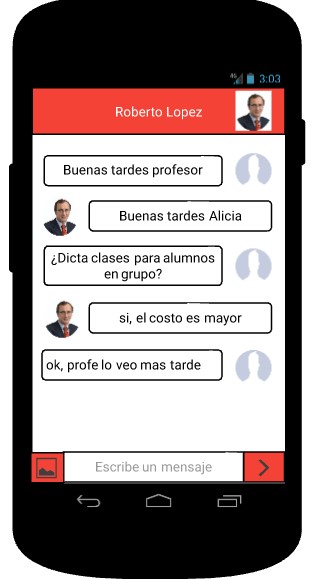 4G 3:03
Roberto Lopez
Buenas tardes profesor
Buenas tardes Alicia
¿Dicta clases para alumnos
en grupo?
si, el costo es mayor
ok, profe lo veo mas tarde
Escribe un mensaje